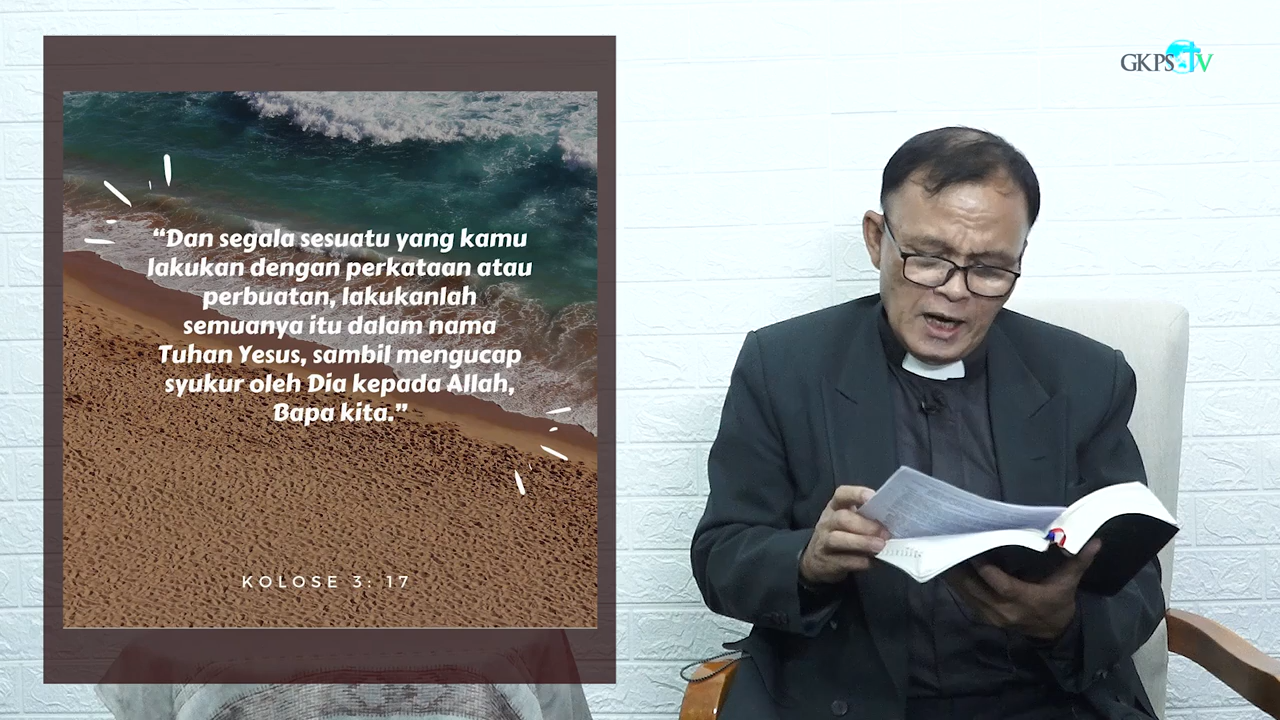 GKPS TV
“Dan segala sesuatu yang kamu
lakukan dengan perkataan atau
perbuatan, lakukanlah
semuanya itu dalam nama
Tuhan Yesus, sambil mengucap
syukur oleh Dia kepada Allah,
Bapa kita.”
KOLOSE 3: 17